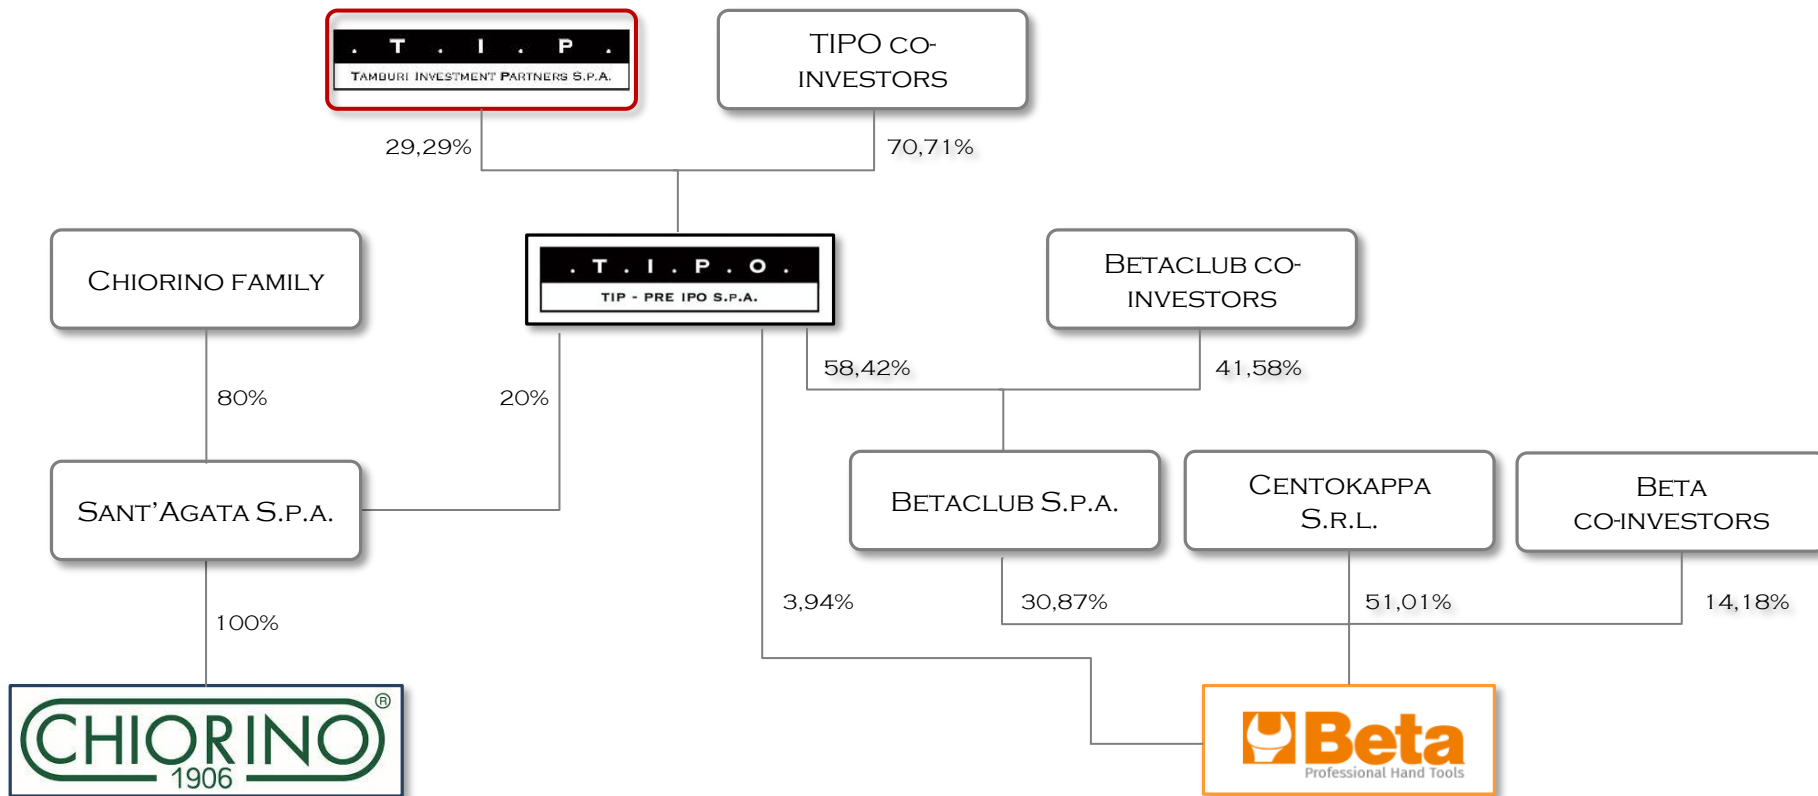 . T . I . P .
TAMBURI INVESTMENT PARTNERS S.P.A.
TIPO CO-
INVESTORS
29,29%
70,71%
CHIORINO FAMILY
. T . I . P . O .
TIP - PRE IPO S.P.A.
BETACLUB CO-
INVESTORS
58,42%
41,58%
80%
20%
SANT'AGATA S.P.A.
BETACLUB S.P.A.
CENTOKAPPA
S.R.L.
BETA
CO-INVESTORS
3,94%
30,87%
51,01%
14,18%
100%
CHIORINO®
1906
Beta
Professional Hand Tools